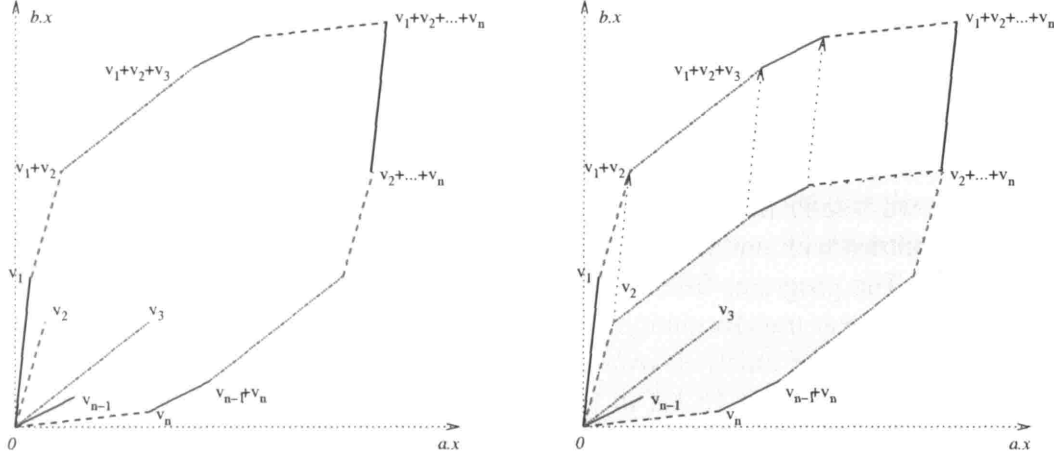 b.x
v1+v2+...+vn
v1+v2+v3
v1+v2
v2+...+vn
v1
v2
v3
vn−1
vn−1+vn
vn
0
a.x
b.x
v1+v2+...+vn
v1+v2+v3
v1+v2
v2+...+vn
v1
v2
v3
vn−1
vn−1+vn
vn
0
a.x